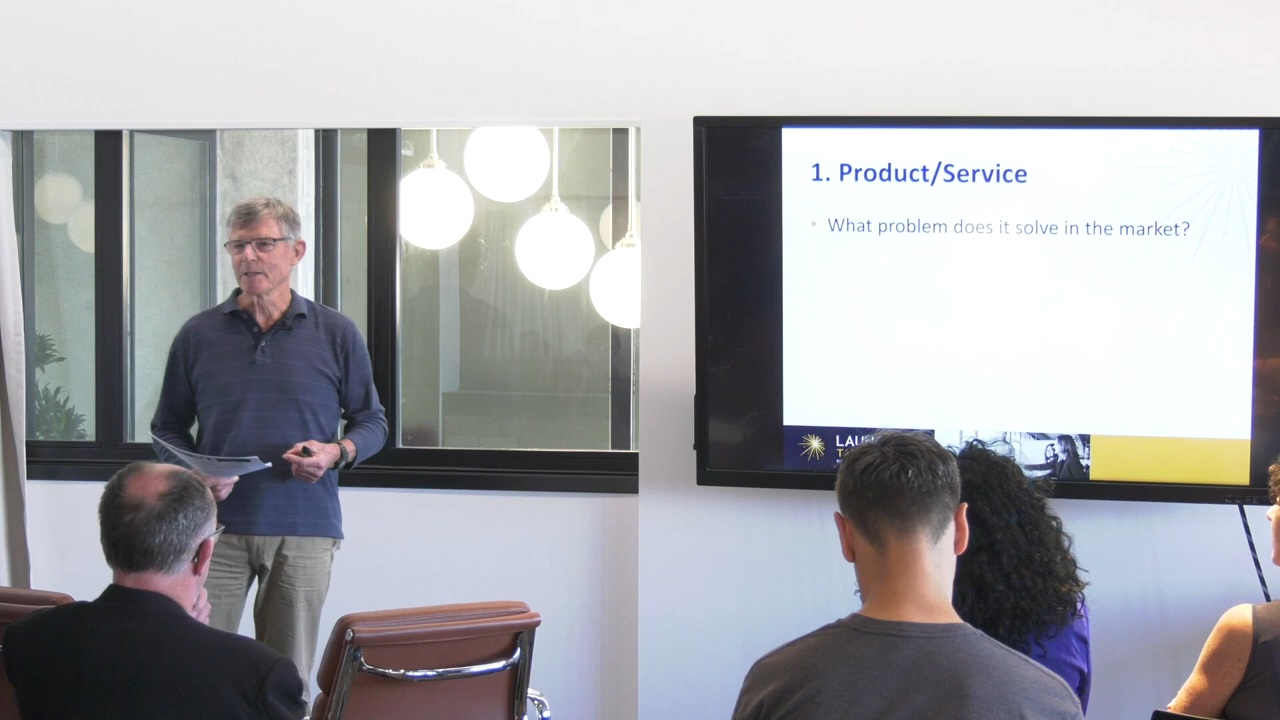 1. Product/Service
• What problem does it solve in the market?